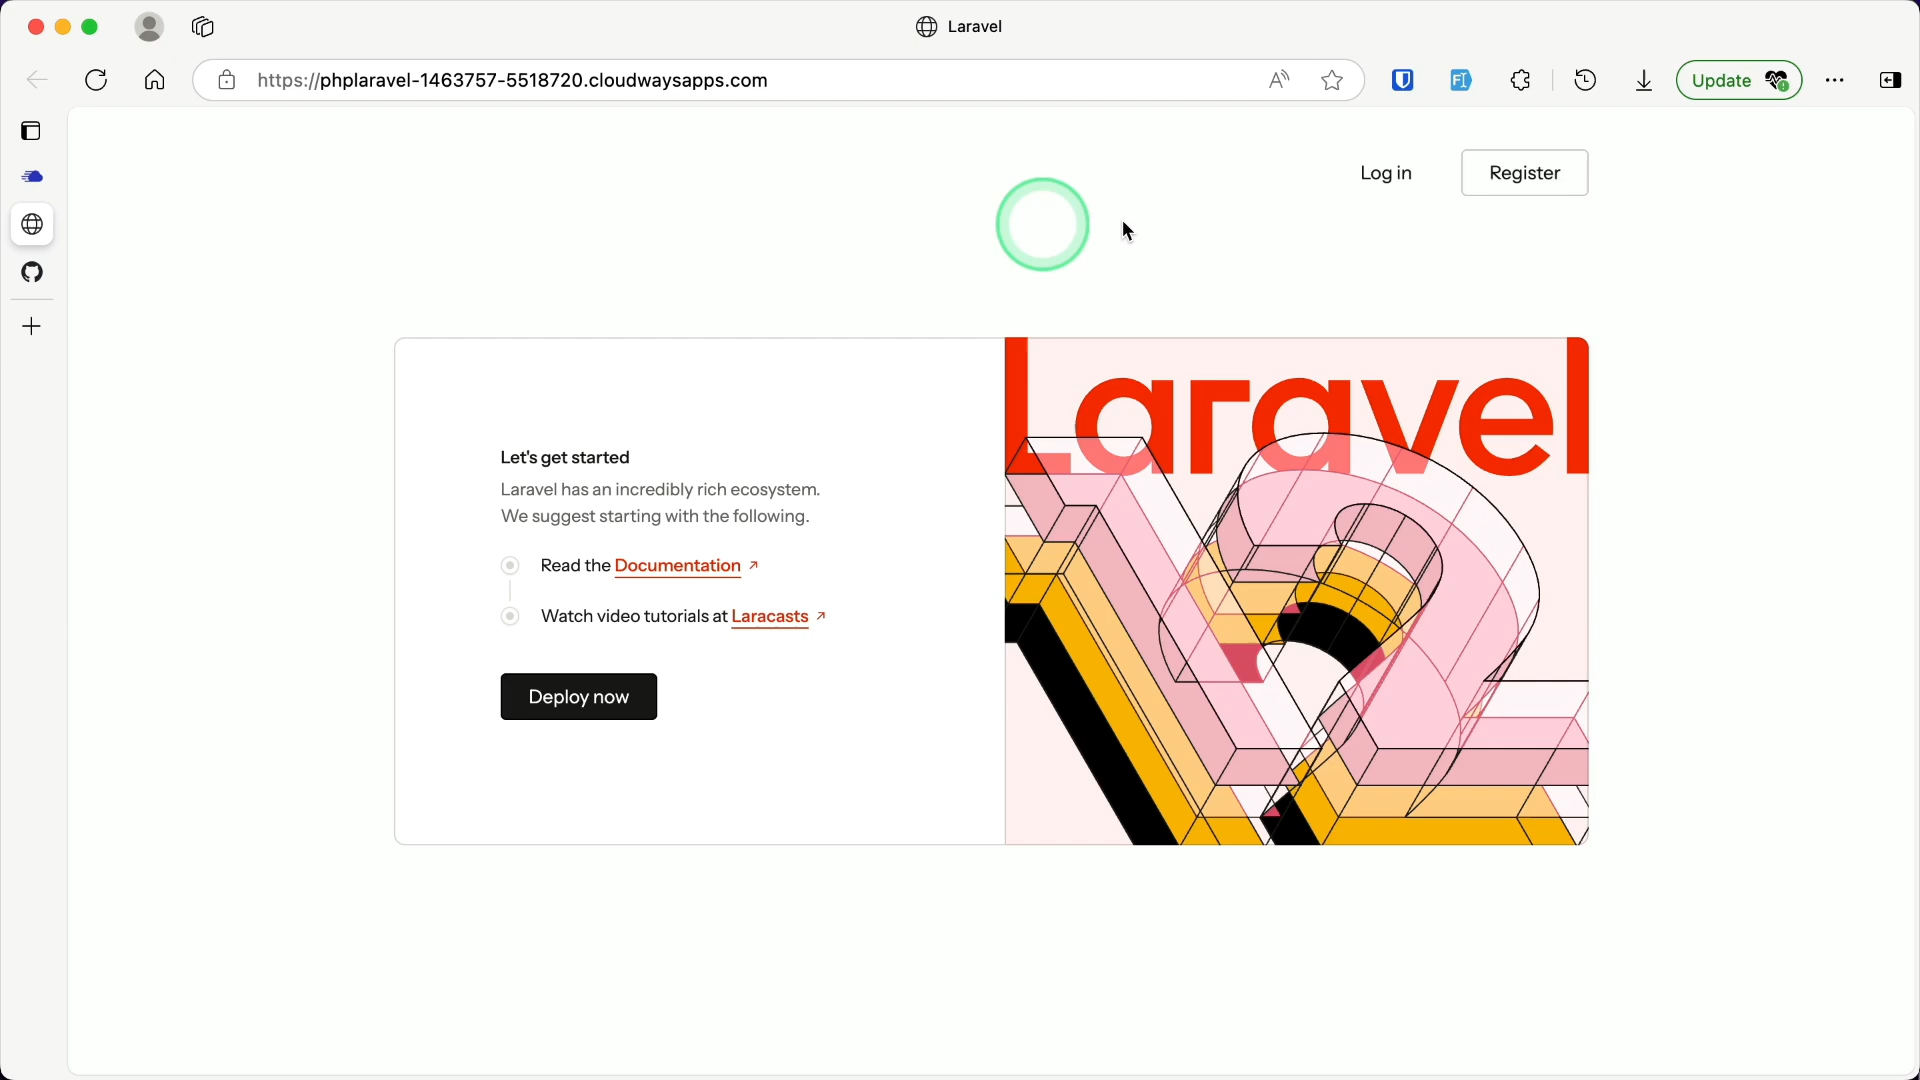 Laravel
https://phplaravel-1463757-5518720.cloudwaysapps.com
Update
Log in
Register
Laravel
Let's get started
Laravel has an incredibly rich ecosystem.
We suggest starting with the following.
Read the Documentation
Watch video tutorials at Laracasts
Deploy now